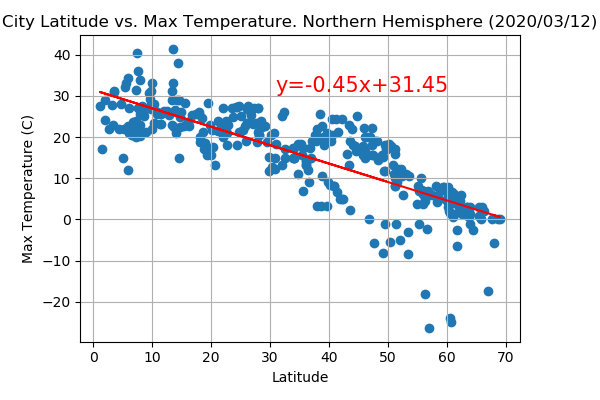 City Latitude vs. Max Temperature. Northern Hemisphere (2020/03/12)
y=-0.45x+31.45
Max Temperature (C)
40
30
20
10
0
−10
−20
0 10 20 30 40 50 60 70
Latitude